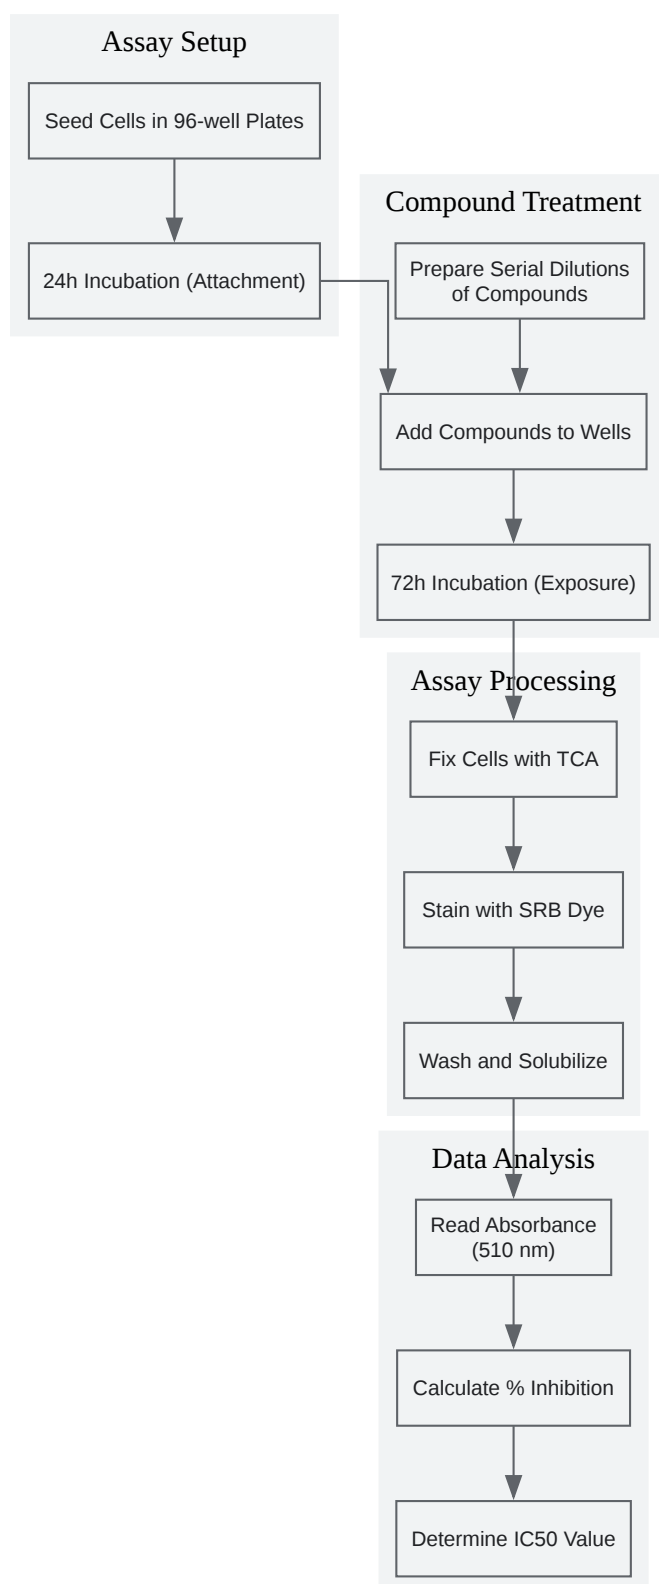 Assay Setup
Seed Cells in 96-well Plates
24h Incubation (Attachment)
Compound Treatment
Prepare Serial Dilutions
of Compounds
Add Compounds to Wells
72h Incubation (Exposure)
Assay Processing
Fix Cells with TCA
Stain with SRB Dye
Wash and Solubilize
Data Analysis
Read Absorbance
(510 nm)
Calculate % Inhibition
Determine IC50 Value